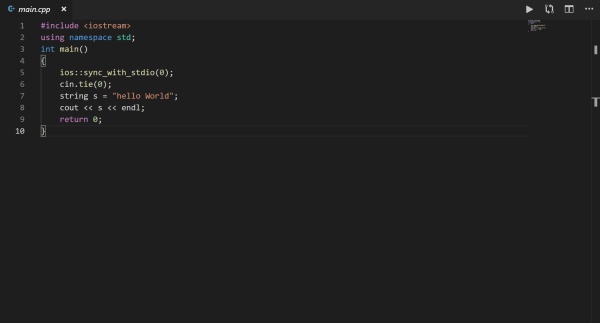 main.cpp
1 #include <iostream>
2 using namespace std;
3 int main()
4 {
5     ios::sync_with_stdio(0);
6     cin.tie(0);
7     string s = "hello World";
8     cout << s << endl;
9     return 0;
10 }